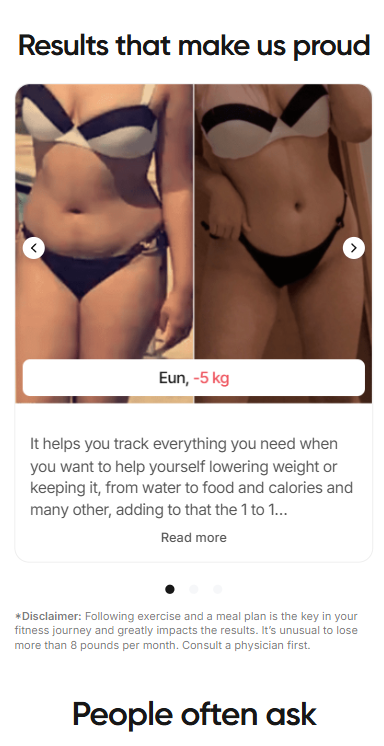 Results that make us proud
Eun, -5 kg
It helps you track everything you need when
you want to help yourself lowering weight or
keeping it, from water to food and calories and
many other, adding to that the 1 to 1...
Read more
*Disclaimer: Following exercise and a meal plan is the key in your
fitness journey and greatly impacts the results. It’s unusual to lose
more than 8 pounds per month. Consult a physician first.
People often ask